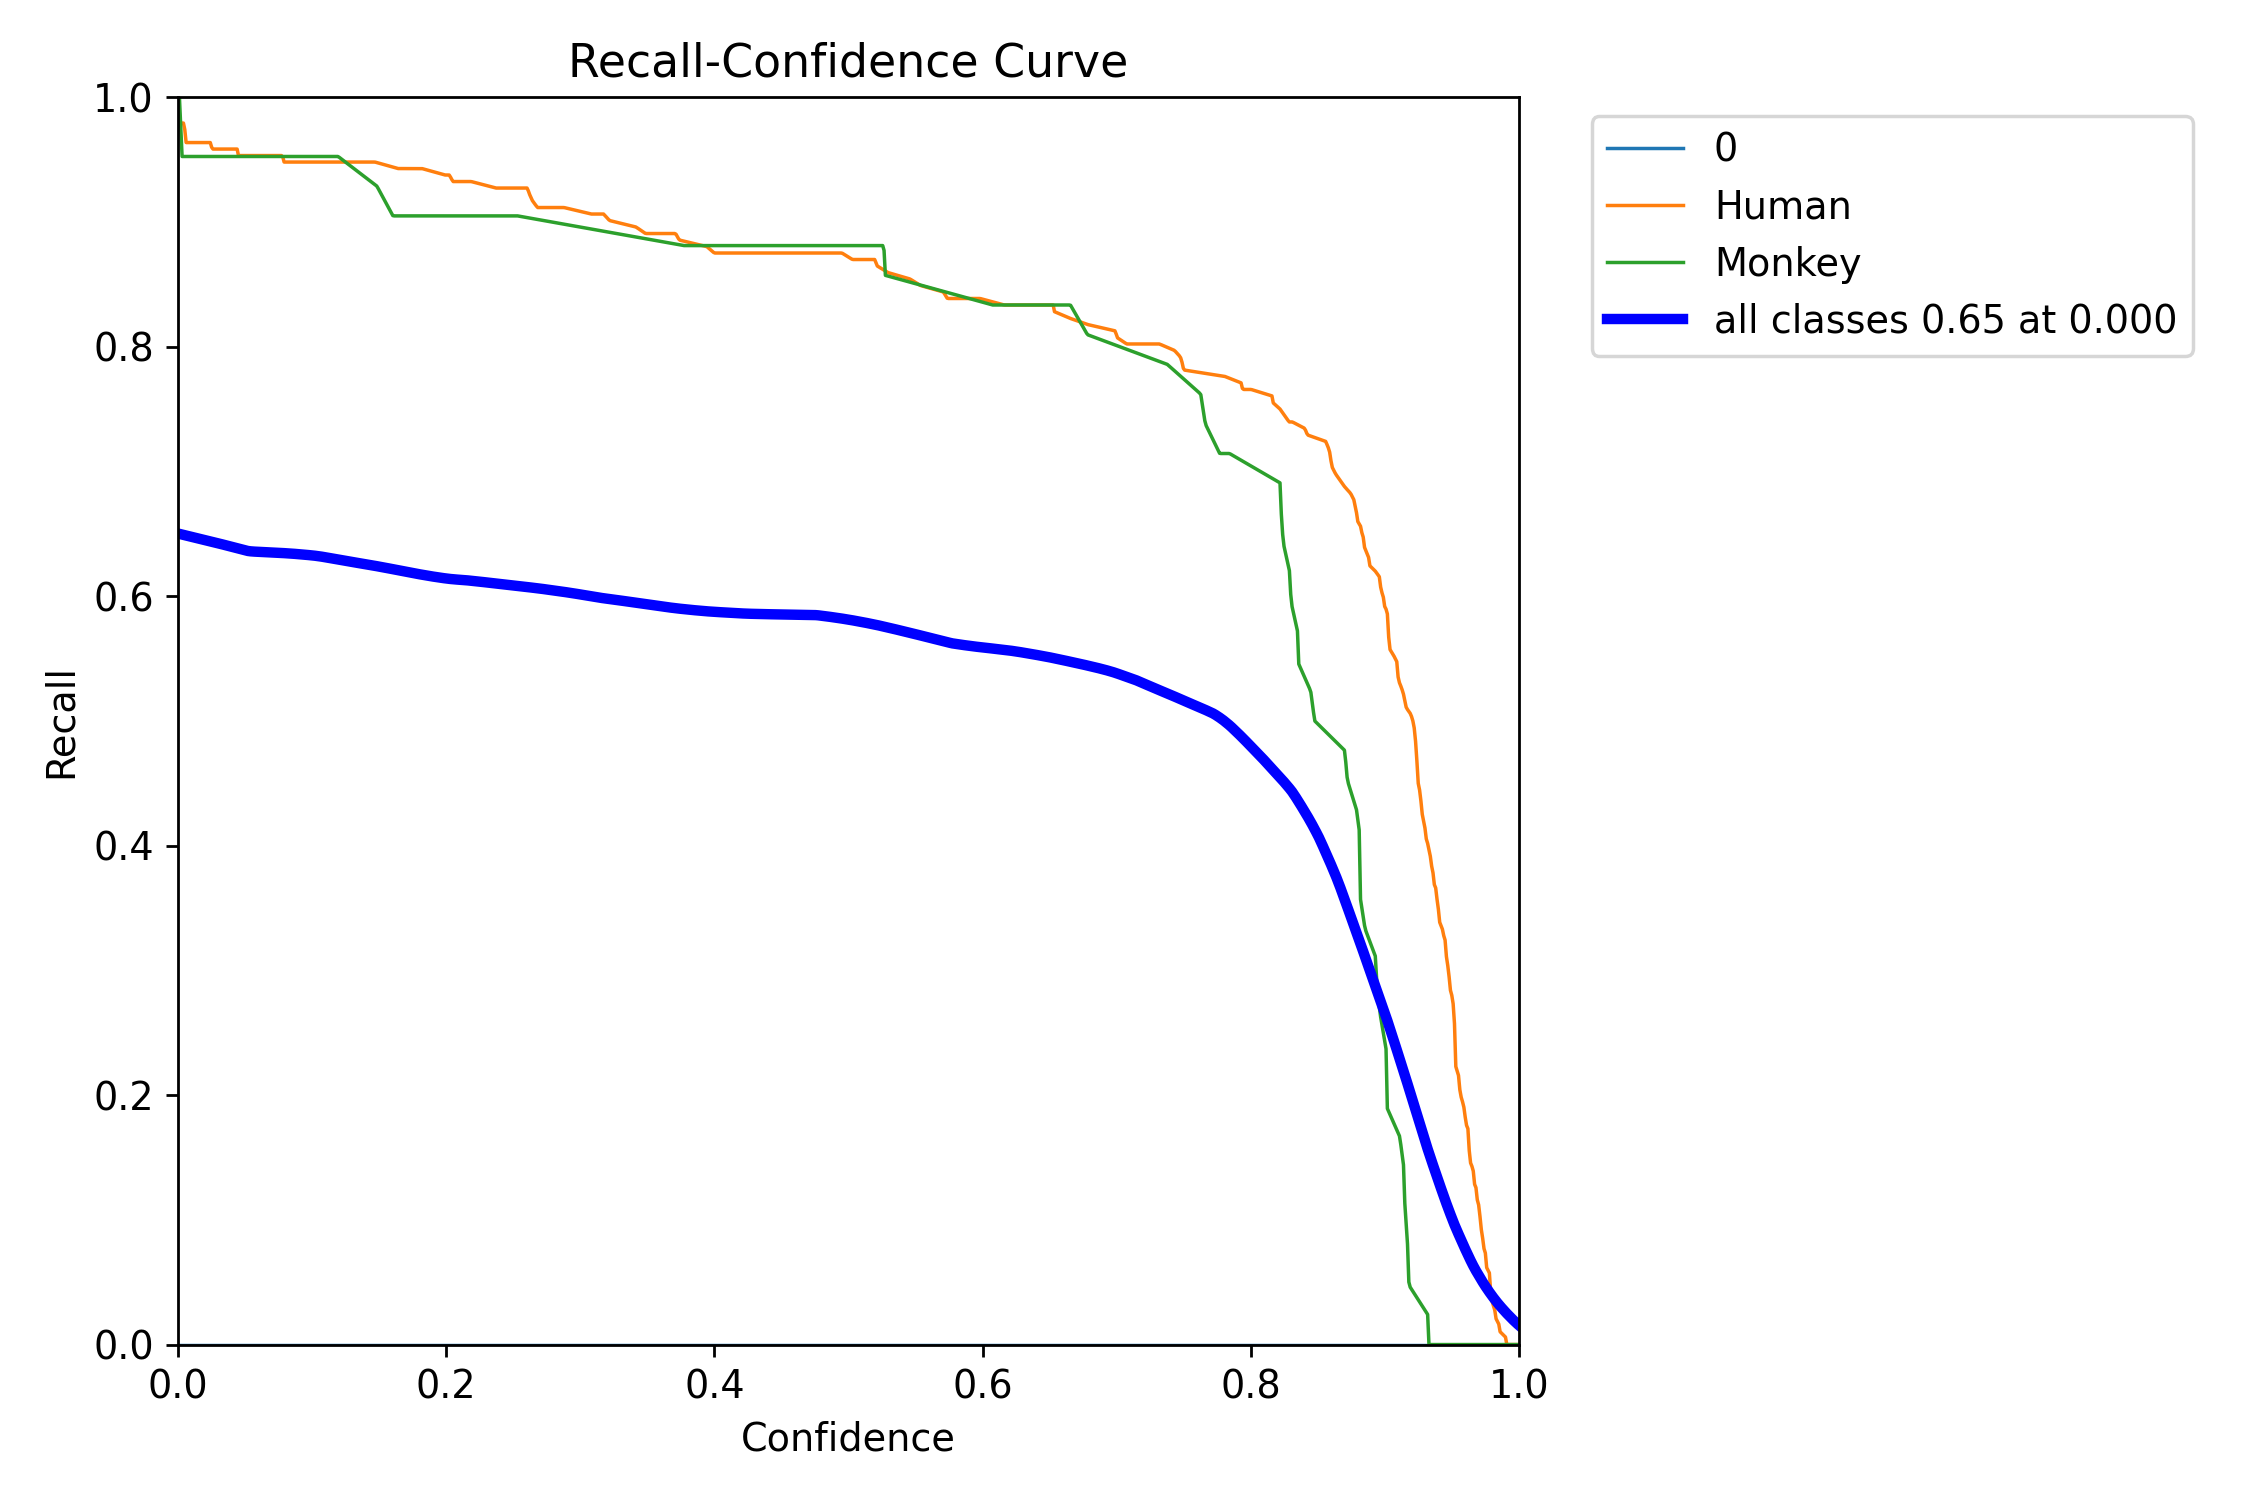 Recall-Confidence Curve
1.0
0.8
0.6
0.4
0.2
0.0
Recall
0.0 0.2 0.4 0.6 0.8 1.0
Confidence
0
Human
Monkey
all classes 0.65 at 0.000